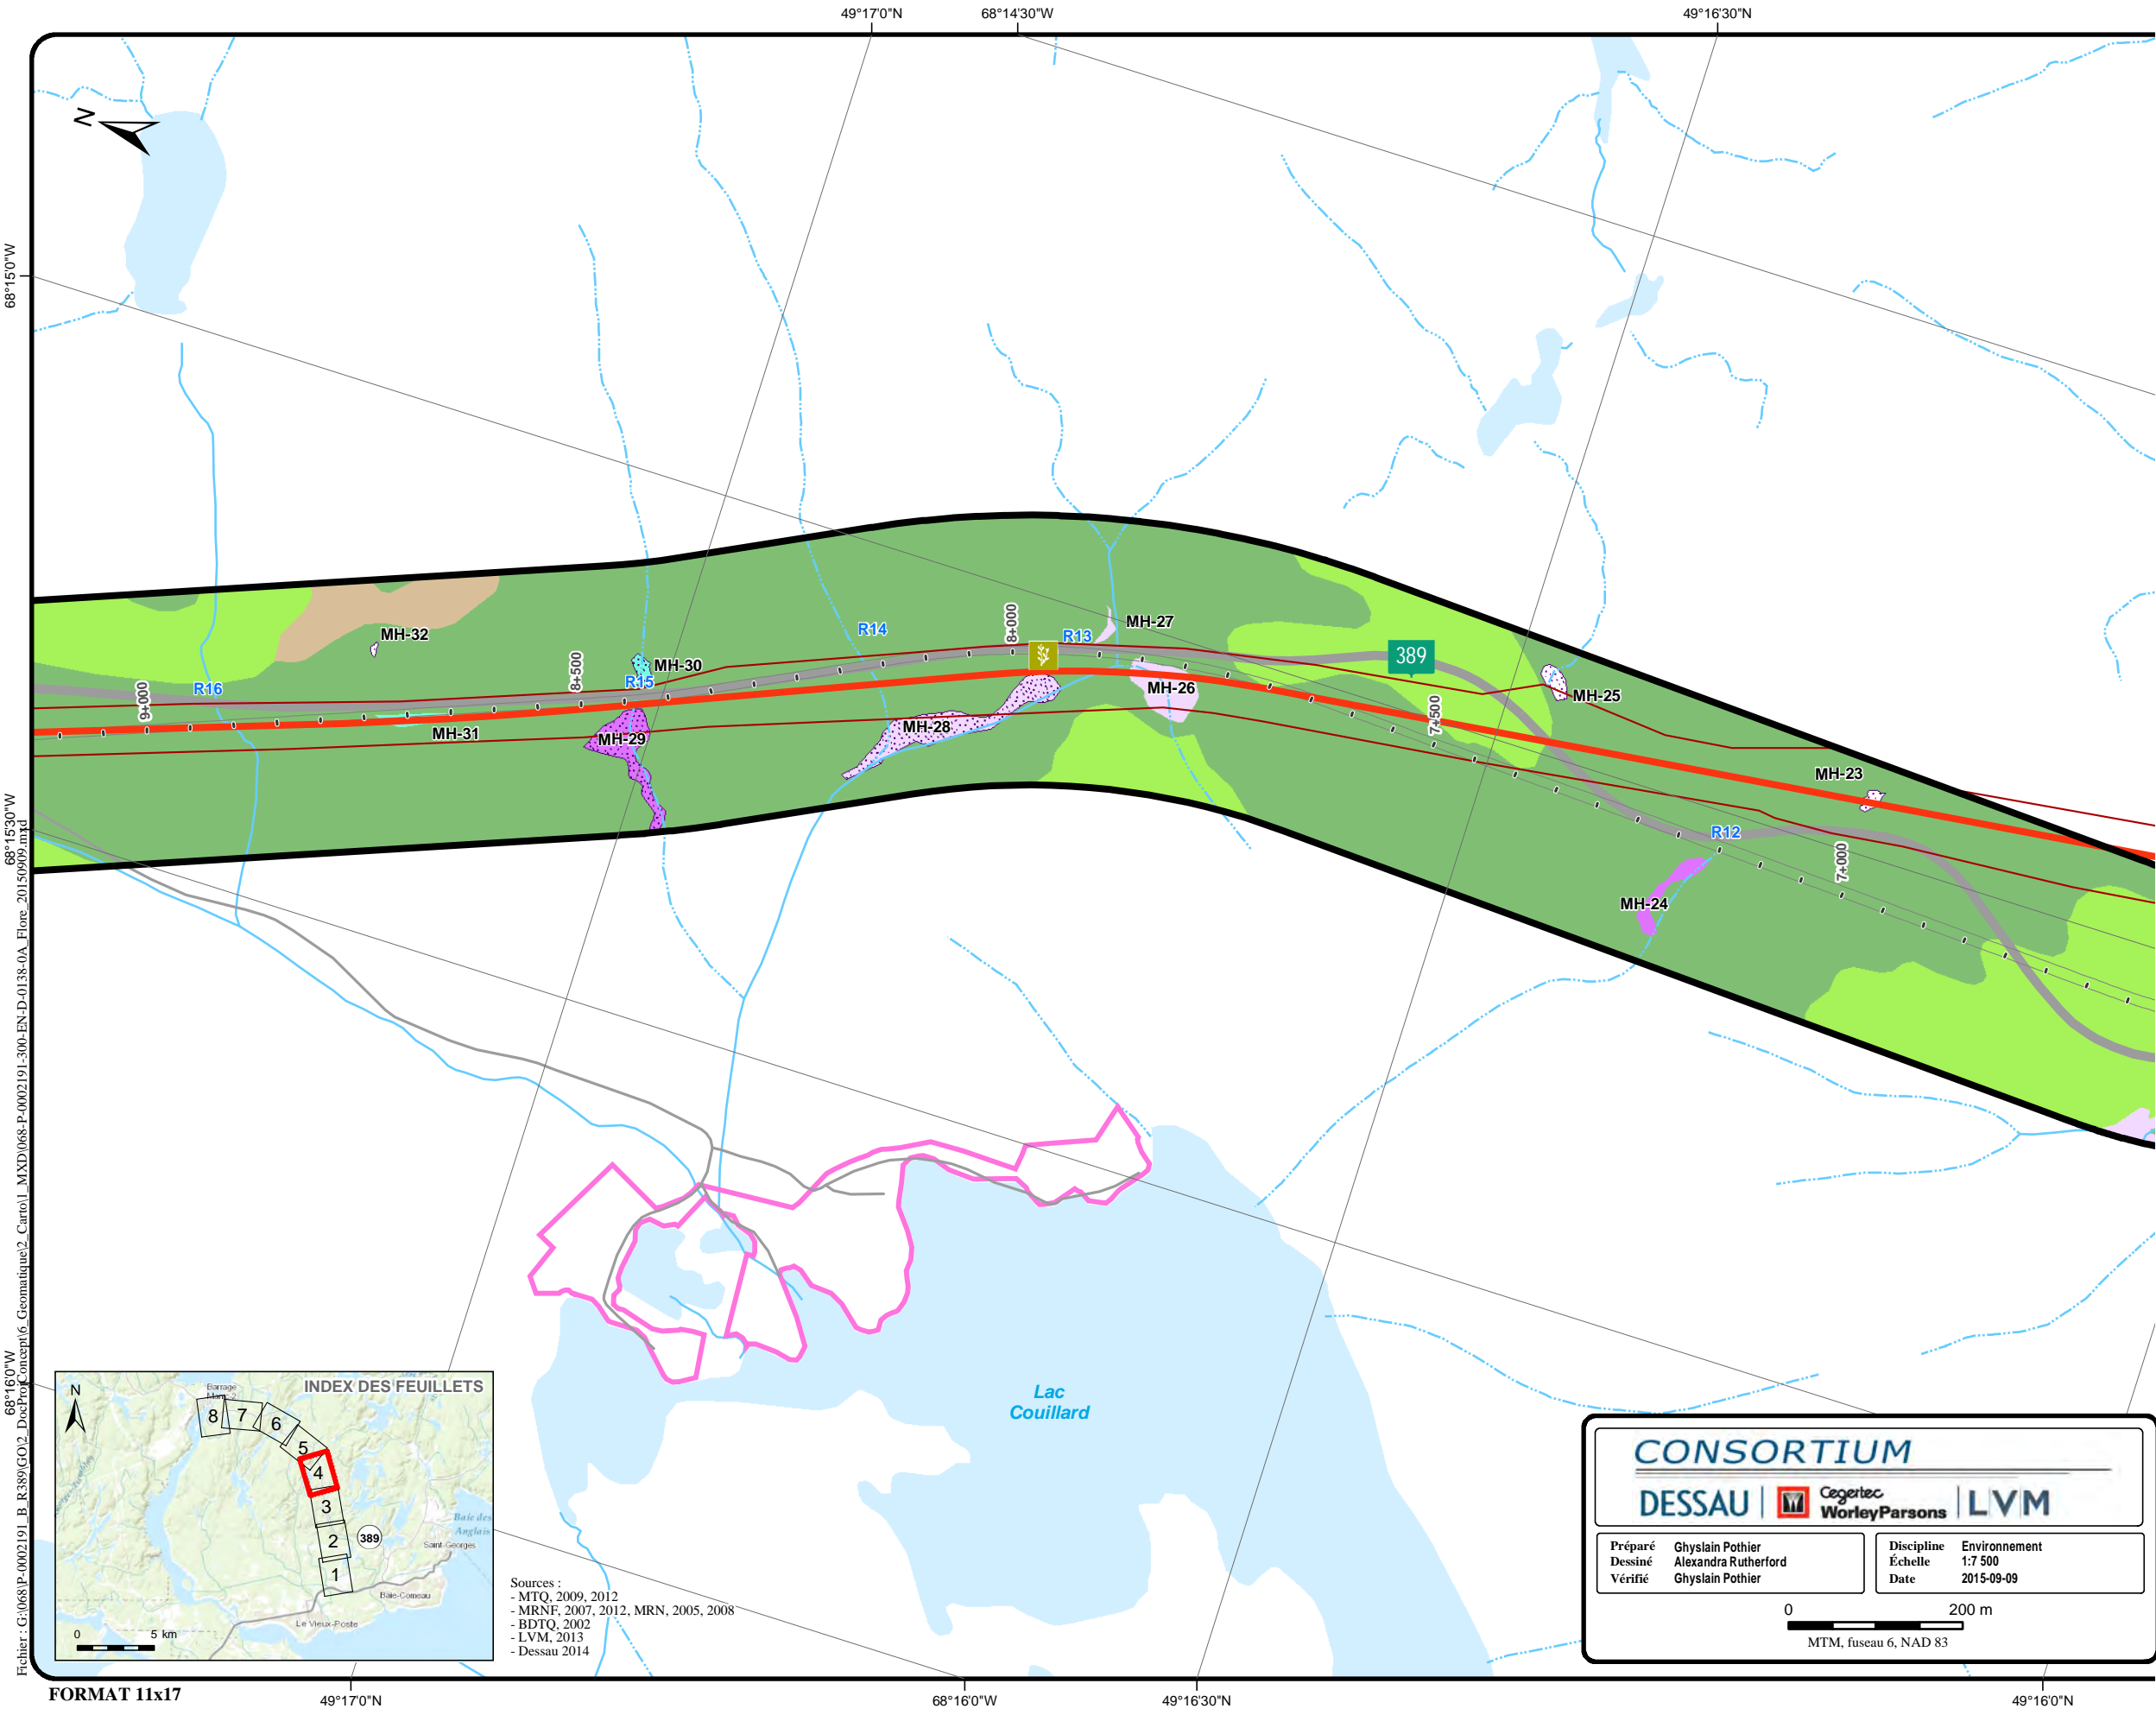 49°17'0"N
68°14'30"W
49°16'30"N
N
68°15'0"W
MH-32
MH-27
R14
8+000
R13
389
MH-30
R15
8+500
R16
9+000
MH-26
MH-25
MH-31
MH-29
MH-28
7+500
MH-23
R12
7+000
MH-24
68°15'30"W
68°16'0"W
Fichier : G:\068\P-0002191_B_R389\GO\2_DocProjConcept\6_Geomatique\2_Carto\1_MXD\068-P-0002191-300-EN-D-0138-0A_Flore_20150909.mxd
Lac
Couillard
INDEX DES FEUILLETS
N
Barrage
8
7
6
5
4
3
2
1
389
Baie des
Anglais
Saint-Georges
Baie-Comeau
Le Vieux-Poste
0 5 km
Sources :
- MTQ, 2009, 2012
- MRNF, 2007, 2012, MRN, 2005, 2008
- BDTQ, 2002
- LVM, 2013
- Dessau 2014
CONSORTIUM
DESSAU
Cegertec
WorleyParsons
LVM
Préparé Ghyslain Pothier
Dessiné Alexandra Rutherford
Vérifié Ghyslain Pothier
Discipline Environnement
Échelle 1:7 500
Date 2015-09-09
0 200 m
MTM, fuseau 6, NAD 83
FORMAT 11x17
49°17'0"N
68°16'0"W
49°16'30"N
49°16'0"N